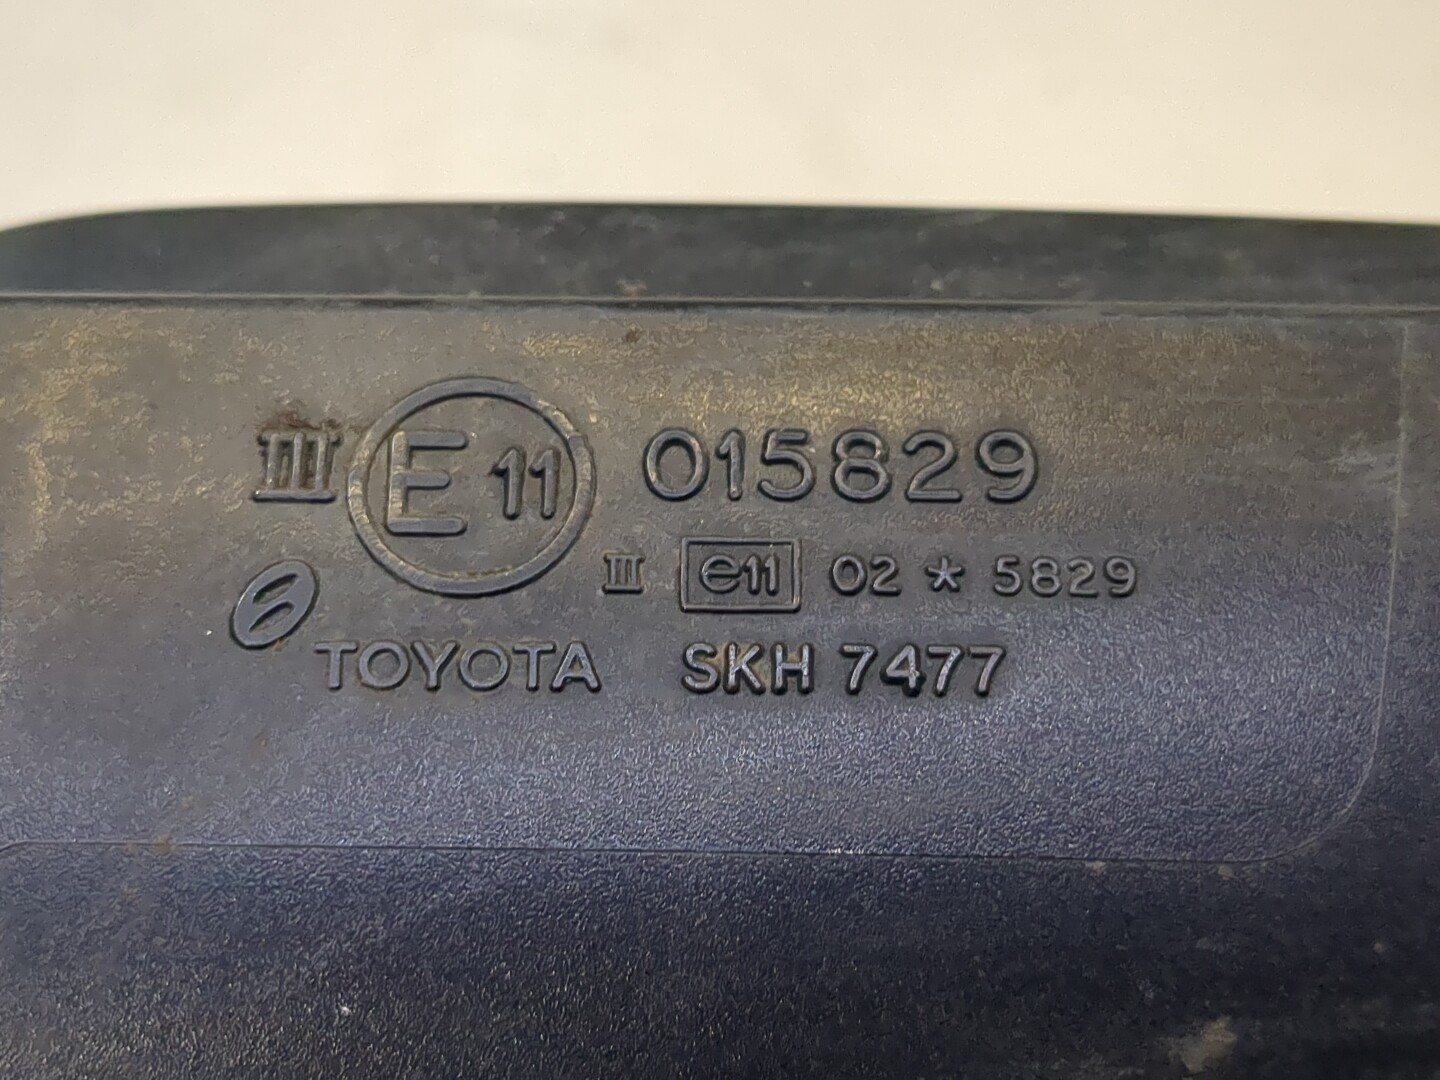 III E 11 015829
III e11 02 * 5829
TOYOTA SKH 7477